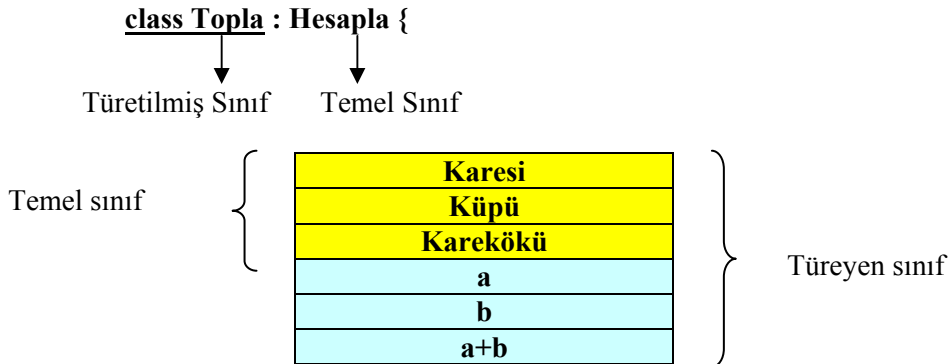 class Topla : Hesapla {
Türetilmiş Sınıf Temel Sınıf
Temel sınıf
Karesi
Küpü
Karekökü
a
b
a+b
Türeyen sınıf